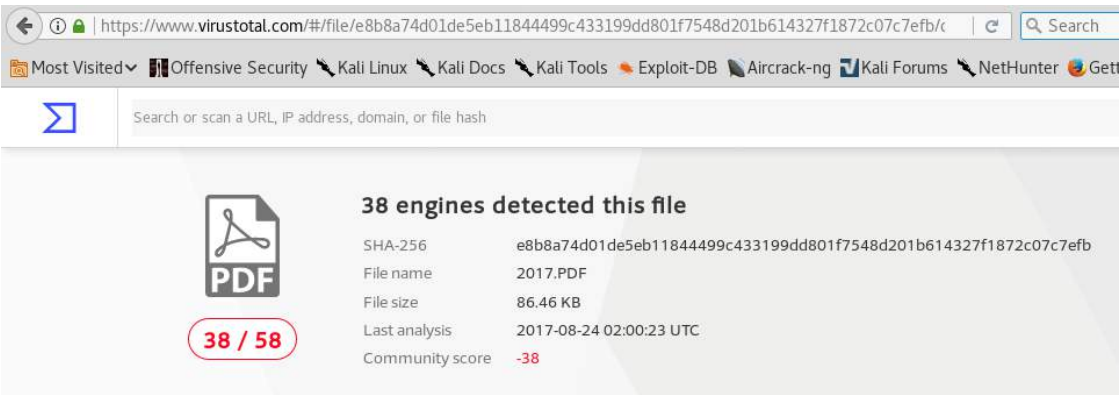 https://www.virustotal.com/#/file/e8b8a74d01de5eb11844499c433199dd801f7548d201b614327f1872c07c7efb/ Search
Most Visited Offensive Security Kali Linux Kali Docs Kali Tools Exploit-DB Aircrack-ng Kali Forums NetHunter Gett
Search or scan a URL, IP address, domain, or file hash
38 engines detected this file
SHA-256 e8b8a74d01de5eb11844499c433199dd801f7548d201b614327f1872c07c7efb
File name 2017.PDF
PDF
File size 86.46 KB
Last analysis 2017-08-24 02:00:23 UTC
38 / 58
Community score -38